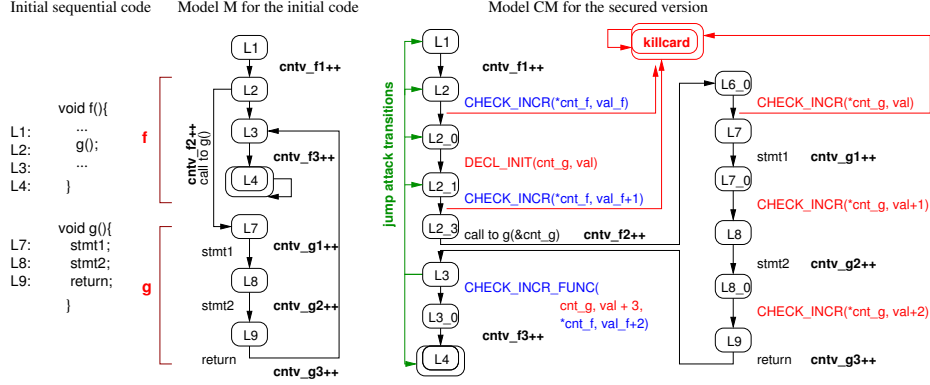 Initial sequential code
Model M for the initial code
Model CM for the secured version
void f(){
L1: ...
L2: g();
L3: ...
L4: }
f
void g(){
L7: stmt1;
L8: stmt2;
L9: return;
}
g
L1
cntv_f1++
L2
cntv_f2++
call to g()
L3
cntv_f3++
L4
L7
stmt1
cntv_g1++
L8
stmt2
cntv_g2++
L9
return
cntv_g3++
jump attack transitions
L1
cntv_f1++
L2
CHECK_INCR(*cnt_f, val_f)
L2_0
DECL_INIT(cnt_g, val)
L2_1
CHECK_INCR(*cnt_f, val_f+1)
L2_3
call to g(&cnt_g)
cntv_f2++
L3
CHECK_INCR_FUNC(
cnt_g, val + 3,
*cnt_f, val_f+2)
L3_0
cntv_f3++
L4
killcard
L6_0
CHECK_INCR(*cnt_g, val)
L7
stmt1
cntv_g1++
L7_0
CHECK_INCR(*cnt_g, val+1)
L8
stmt2
cntv_g2++
L8_0
CHECK_INCR(*cnt_g, val+2)
L9
return
cntv_g3++